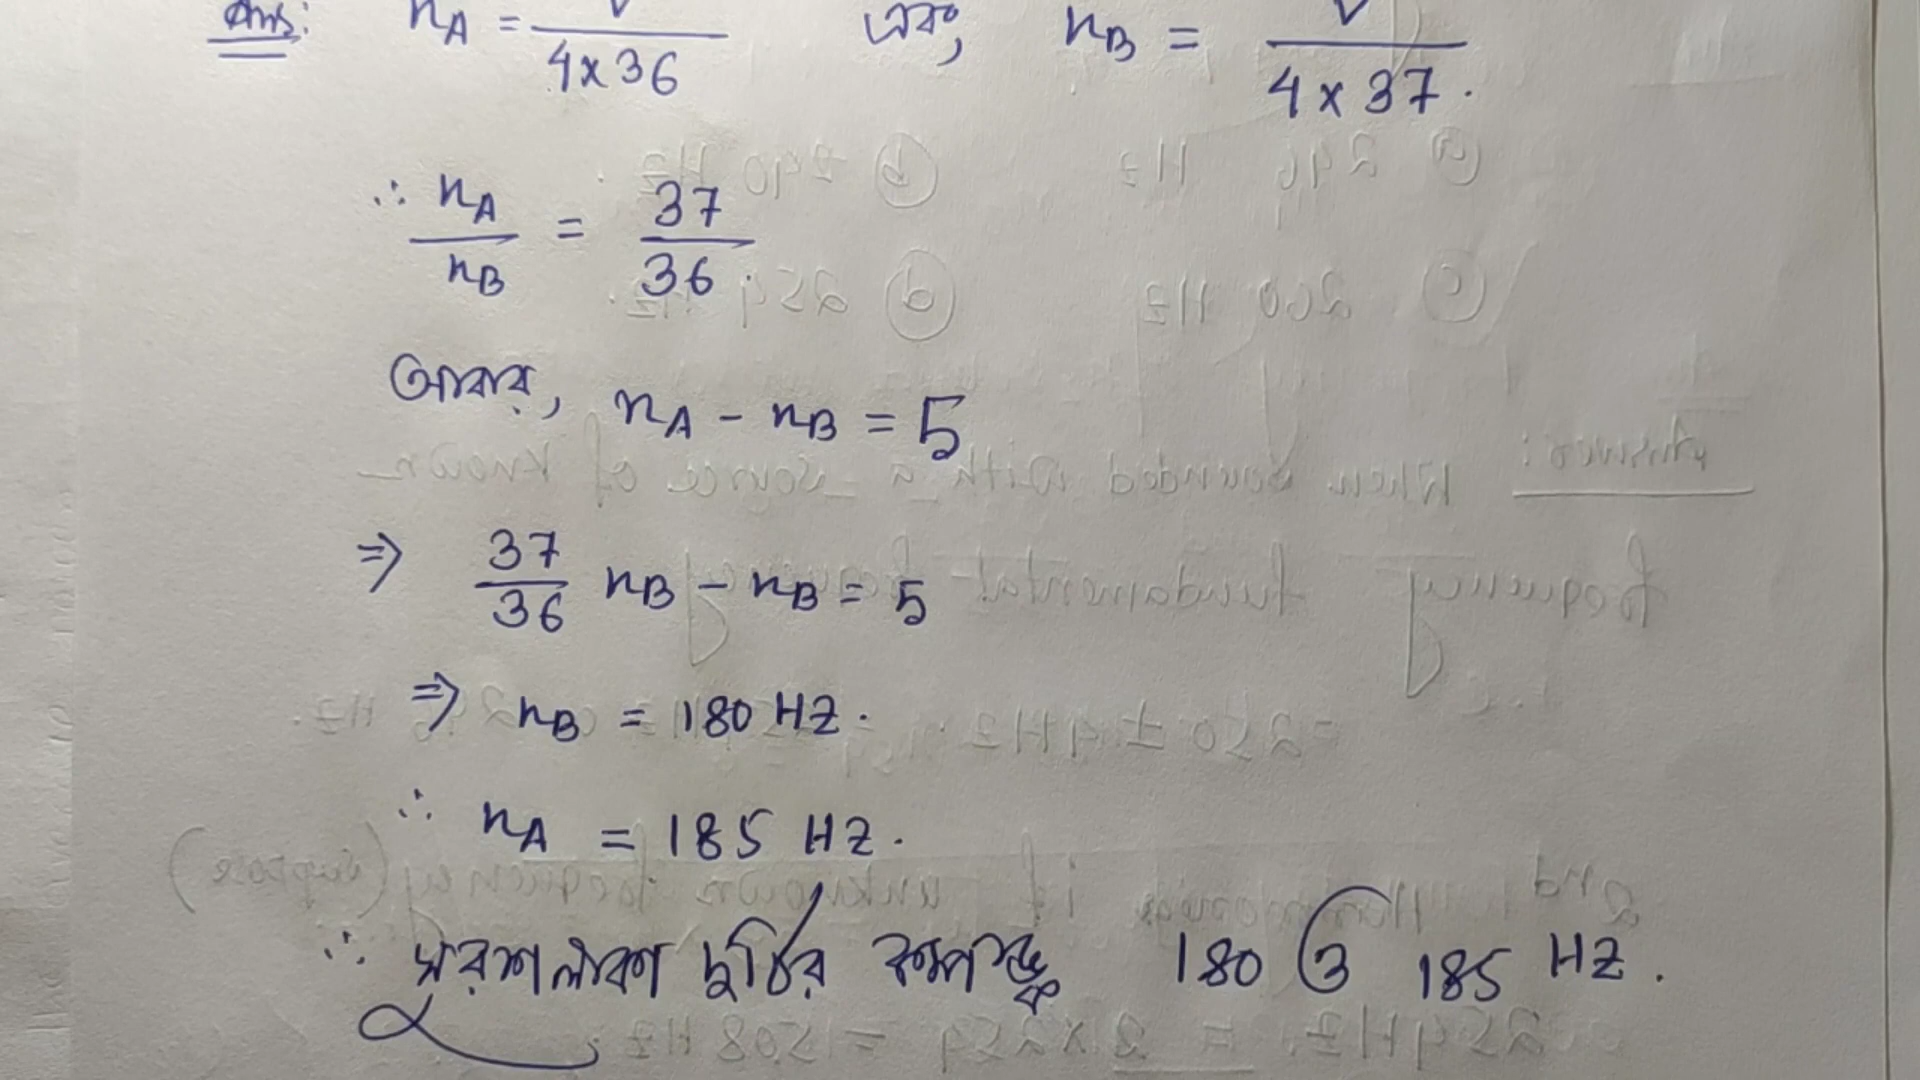 Ans: nA = V / 4 x 36 এবং, nB = V / 4 x 37.
∴ nA / nB = 37 / 36.
আবার, nA - nB = 5
⇒ 37 / 36 nB - nB = 5
⇒ nB = 180 HZ.
∴ nA = 185 HZ.
∴ সুরশলাকা দুটির কম্পাঙ্ক 180 ও 185 HZ.